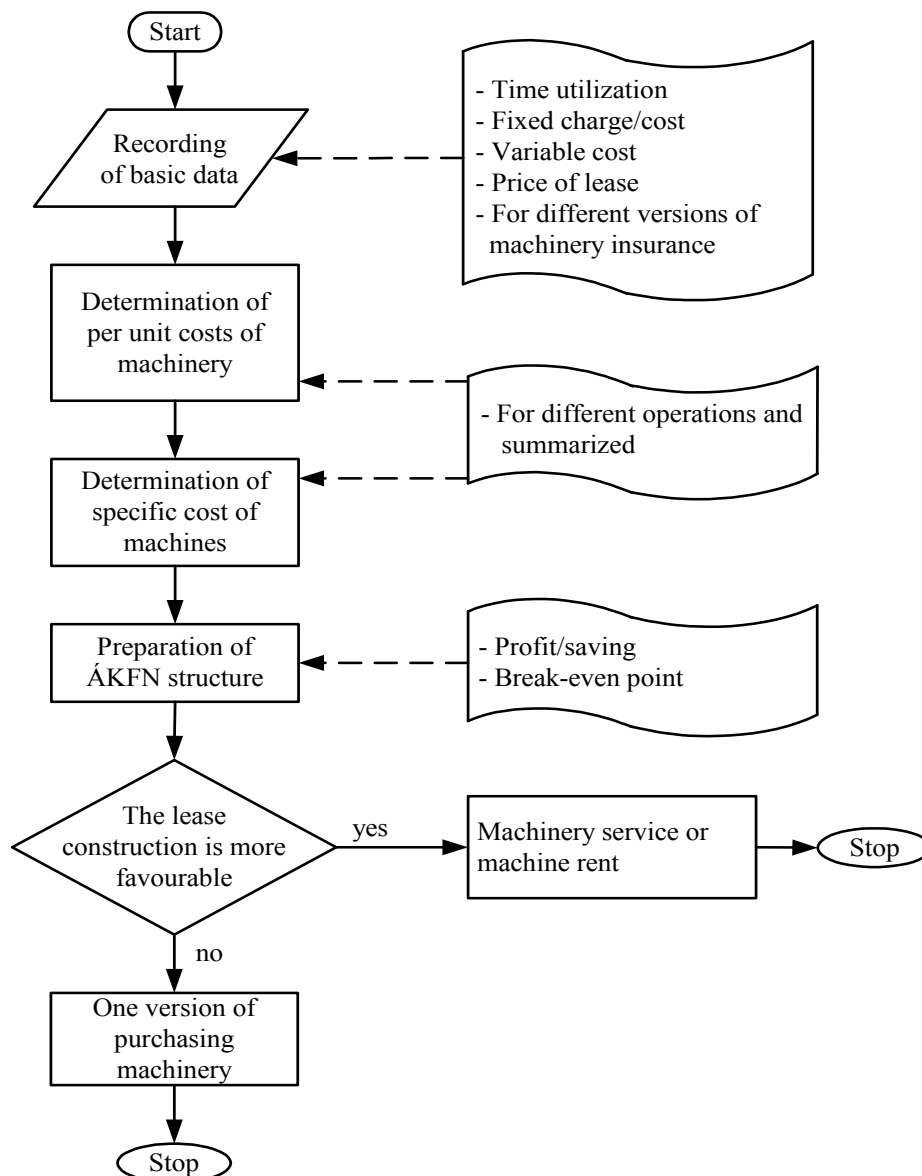 Start
Recording
of basic data
- Time utilization
- Fixed charge/cost
- Variable cost
- Price of lease
- For different versions of
machinery insurance
Determination of
per unit costs of
machinery
- For different operations and
summarized
Determination of
specific cost of
machines
Preparation of
ÁKFN structure
- Profit/saving
- Break-even point
The lease
construction is more
favourable
yes
Machinery service or
machine rent
Stop
no
One version of
purchasing
machinery
Stop